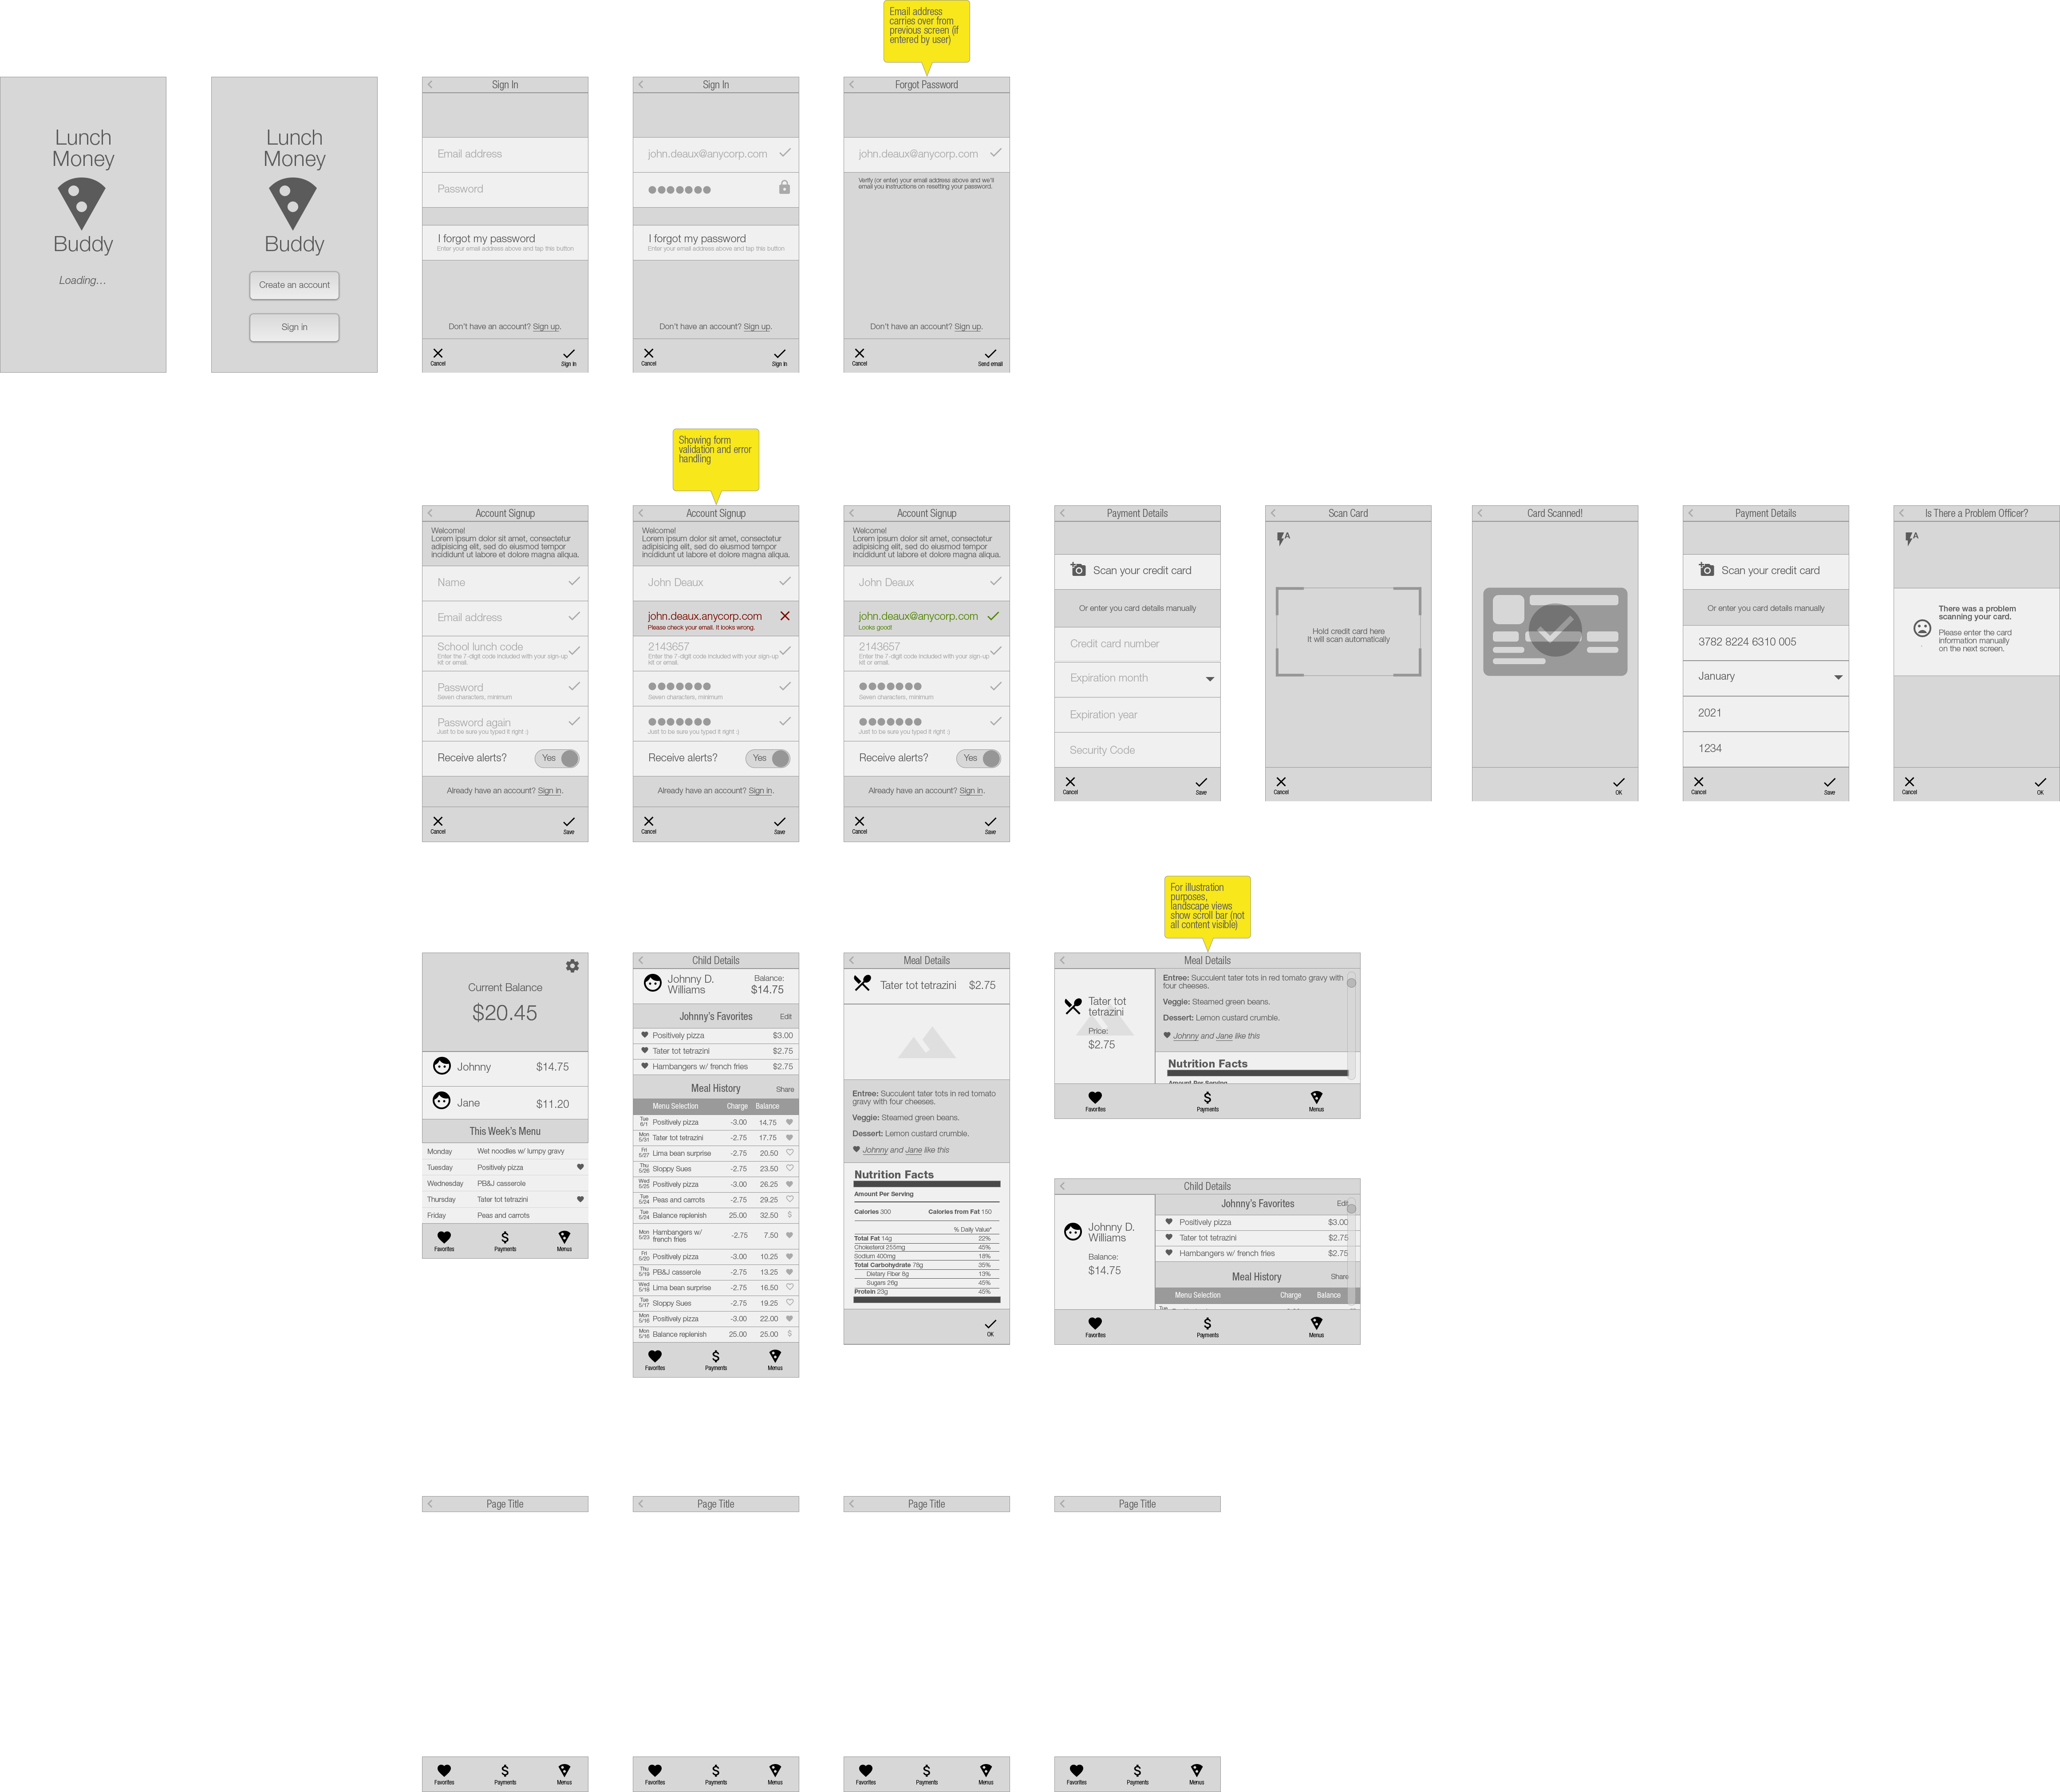 Email address
carries over from
previous screen (if
entered by user)
Lunch
Money
Buddy
Loading...
Lunch
Money
Buddy
Create an account
Sign in
Sign In
Email address
Password
I forgot my password
Enter your email address above and tap this button
Don't have an account? Sign up.
Cancel
Sign in
Sign In
john.deaux@anycorp.com
I forgot my password
Enter your email address above and tap this button
Don't have an account? Sign up.
Cancel
Sign in
Forgot Password
john.deaux@anycorp.com
Verify (or enter) your email address above and we'll
email you instructions on resetting your password.
Don't have an account? Sign up.
Cancel
Send email
Showing form
validation and error
handling
Account Signup
Welcome!
Lorem ipsum dolor sit amet, consectetur
adipisicing elit, sed do eiusmod tempor
incididunt ut labore et dolore magna aliqua.
Name
Email address
School lunch code
Enter the 7-digit code included with your sign-up
kit or email.
Password
Seven characters, minimum
Password again
Just to be sure you typed it right :)
Receive alerts? Yes
Already have an account? Sign in.
Cancel
Save
Account Signup
Welcome!
Lorem ipsum dolor sit amet, consectetur
adipisicing elit, sed do eiusmod tempor
incididunt ut labore et dolore magna aliqua.
John Deaux
john.deaux.anycorp.com
Please check your email. It looks wrong.
2143657
Enter the 7-digit code included with your sign-up
kit or email.
Seven characters, minimum
Just to be sure you typed it right :)
Receive alerts? Yes
Already have an account? Sign in.
Cancel
Save
Account Signup
Welcome!
Lorem ipsum dolor sit amet, consectetur
adipisicing elit, sed do eiusmod tempor
incididunt ut labore et dolore magna aliqua.
John Deaux
john.deaux@anycorp.com
Looks good!
2143657
Enter the 7-digit code included with your sign-up
kit or email.
Seven characters, minimum
Just to be sure you typed it right :)
Receive alerts? Yes
Already have an account? Sign in.
Cancel
Save
Payment Details
Scan your credit card
Or enter you card details manually
Credit card number
Expiration month
Expiration year
Security Code
Cancel
Save
Scan Card
A
Hold credit card here
It will scan automatically
Cancel
Card Scanned!
OK
Payment Details
Scan your credit card
Or enter you card details manually
3782 8224 6310 005
January
2021
1234
Cancel
Save
Is There a Problem Officer?
A
There was a problem
scanning your card.
Please enter the card
information manually
on the next screen.
Cancel
OK
For illustration
purposes,
landscape views
show scroll bar (not
all content visible)
Current Balance
$20.45
Johnny $14.75
Jane $11.20
This Week's Menu
Monday Wet noodles w/ lumpy gravy
Tuesday Positively pizza
Wednesday PB&J casserole
Thursday Tater tot tetrazini
Friday Peas and carrots
Favorites Payments Menus
Child Details
Johnny D.
Williams
Balance:
$14.75
Johnny's Favorites Edit
Positively pizza $3.00
Tater tot tetrazini $2.75
Hambangers w/ french fries $2.75
Meal History Share
Menu Selection Charge Balance
Tue 6/1 Positively pizza -3.00 14.75
Mon 5/31 Tater tot tetrazini -2.75 17.75
Fri 5/27 Lima bean surprise -2.75 20.50
Thu 5/26 Sloppy Sues -2.75 23.50
Wed 5/25 Positively pizza -3.00 26.25
Tue 5/24 Peas and carrots -2.75 29.25
Tue 5/24 Balance replenish 25.00 32.50 $
Mon 5/23 Hambangers w/ french fries -2.75 7.50
Fri 5/20 Positively pizza -3.00 10.25
Thu 5/19 PB&J casserole -2.75 13.25
Wed 5/18 Lima bean surprise -2.75 16.50
Tue 5/17 Sloppy Sues -2.75 19.25
Mon 5/16 Positively pizza -3.00 22.00
Mon 5/16 Balance replenish 25.00 25.00 $
Favorites Payments Menus
Meal Details
Tater tot tetrazini $2.75
Entree: Succulent tater tots in red tomato
gravy with four cheeses.
Veggie: Steamed green beans.
Dessert: Lemon custard crumble.
Johnny and Jane like this
Nutrition Facts
Amount Per Serving
Calories 300 Calories from Fat 150
% Daily Value*
Total Fat 14g 22%
Cholesterol 255mg 45%
Sodium 400mg 18%
Total Carbohydrate 78g 35%
Dietary Fiber 6g 13%
Sugars 26g 45%
Protein 23g 45%
OK
Meal Details
Tater tot
tetrazini
Price:
$2.75
Entree: Succulent tater tots in red tomato gravy with
four cheeses.
Veggie: Steamed green beans.
Dessert: Lemon custard crumble.
Johnny and Jane like this
Nutrition Facts
Amount Per Serving
Favorites Payments Menus
Child Details
Johnny D.
Williams
Balance:
$14.75
Johnny's Favorites Edit
Positively pizza $3.00
Tater tot tetrazini $2.75
Hambangers w/ french fries $2.75
Meal History Share
Menu Selection Charge Balance
Tue
Favorites Payments Menus
Page Title
Page Title
Page Title
Page Title
Favorites Payments Menus
Favorites Payments Menus
Favorites Payments Menus
Favorites Payments Menus